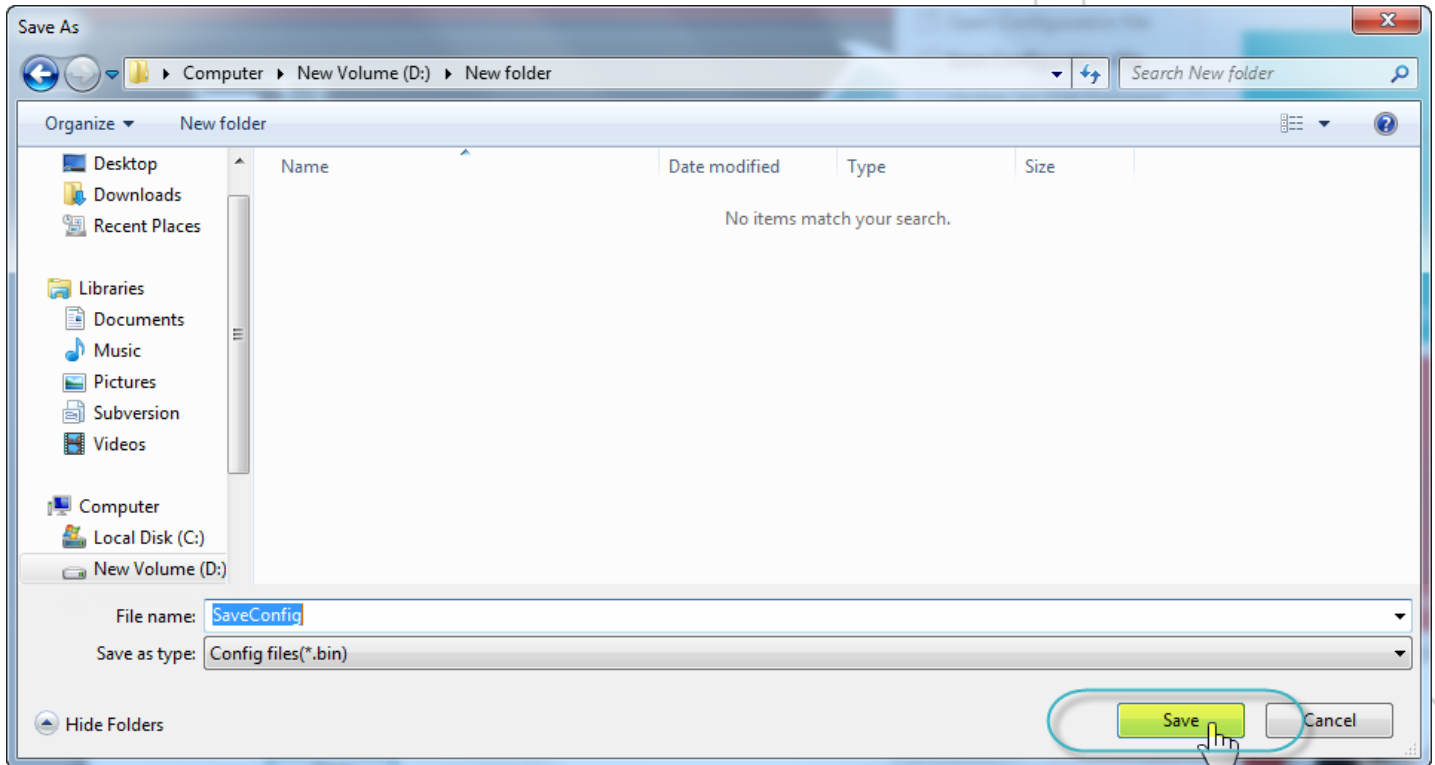 Save As
Computer New Volume (D:) New folder
Search New folder
Organize New folder
Name Date modified Type Size
No items match your search.
Desktop
Downloads
Recent Places
Libraries
Documents
Music
Pictures
Subversion
Videos
Computer
Local Disk (C:)
New Volume (D:)
File name: SaveConfig
Save as type: Config files(*.bin)
Hide Folders
Save Cancel